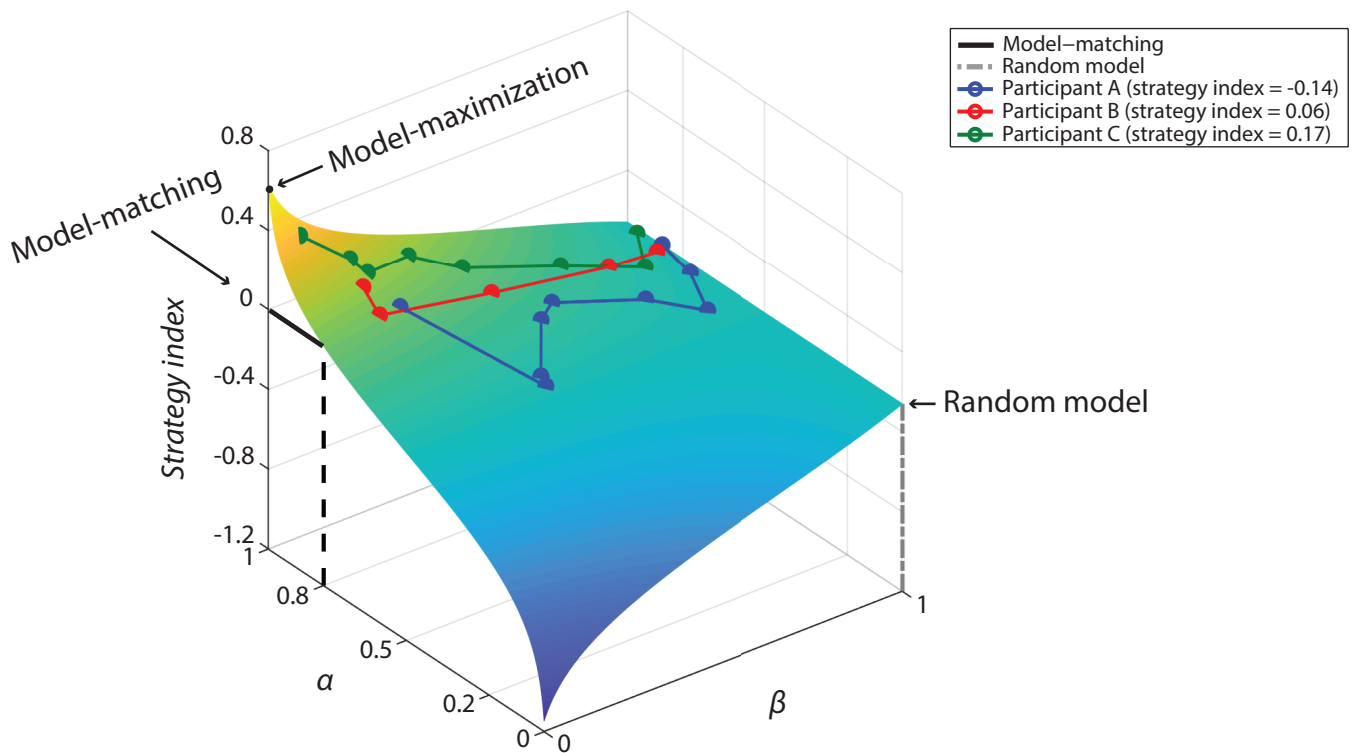 Model−matching
Random model
Participant A (strategy index = -0.14)
Participant B (strategy index = 0.06)
Participant C (strategy index = 0.17)
Model-maximization
Model-matching
Random model
Strategy index
0.8
0.4
0
-0.4
-0.8
-1.2
1
0.8
0.5
0.2
0
α
0
1
β